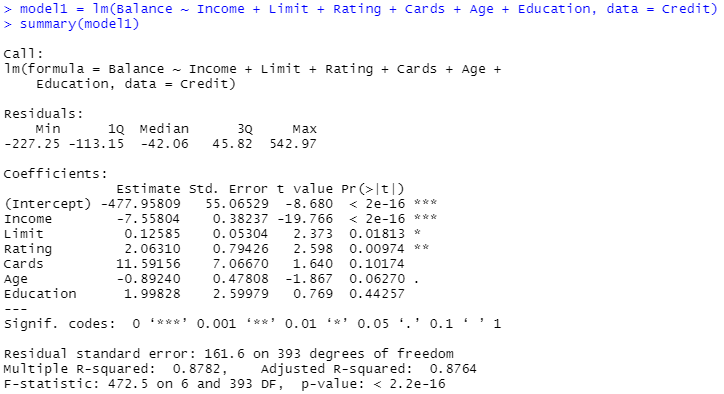 > model1 = lm(Balance ~ Income + Limit + Rating + Cards + Age + Education, data = Credit)
> summary(model1)
Call:
lm(formula = Balance ~ Income + Limit + Rating + Cards + Age +
    Education, data = Credit)
Residuals:
    Min      1Q  Median      3Q     Max
-227.25 -113.15  -42.06   45.82  542.97
Coefficients:
              Estimate Std. Error t value Pr(>|t|)
(Intercept) -477.95809   55.06529  -8.680  < 2e-16 ***
Income        -7.55804    0.38237 -19.766  < 2e-16 ***
Limit          0.12585    0.05304   2.373  0.01813 *
Rating         2.06310    0.79426   2.598  0.00974 **
Cards         11.59156    7.06670   1.640  0.10174
Age           -0.89240    0.47808  -1.867  0.06270 .
Education      1.99828    2.59979   0.769  0.44257
---
Signif. codes:  0 ‘***’ 0.001 ‘**’ 0.01 ‘*’ 0.05 ‘.’ 0.1 ‘ ’ 1
Residual standard error: 161.6 on 393 degrees of freedom
Multiple R-squared:  0.8782,    Adjusted R-squared:  0.8764
F-statistic: 472.5 on 6 and 393 DF,  p-value: < 2.2e-16